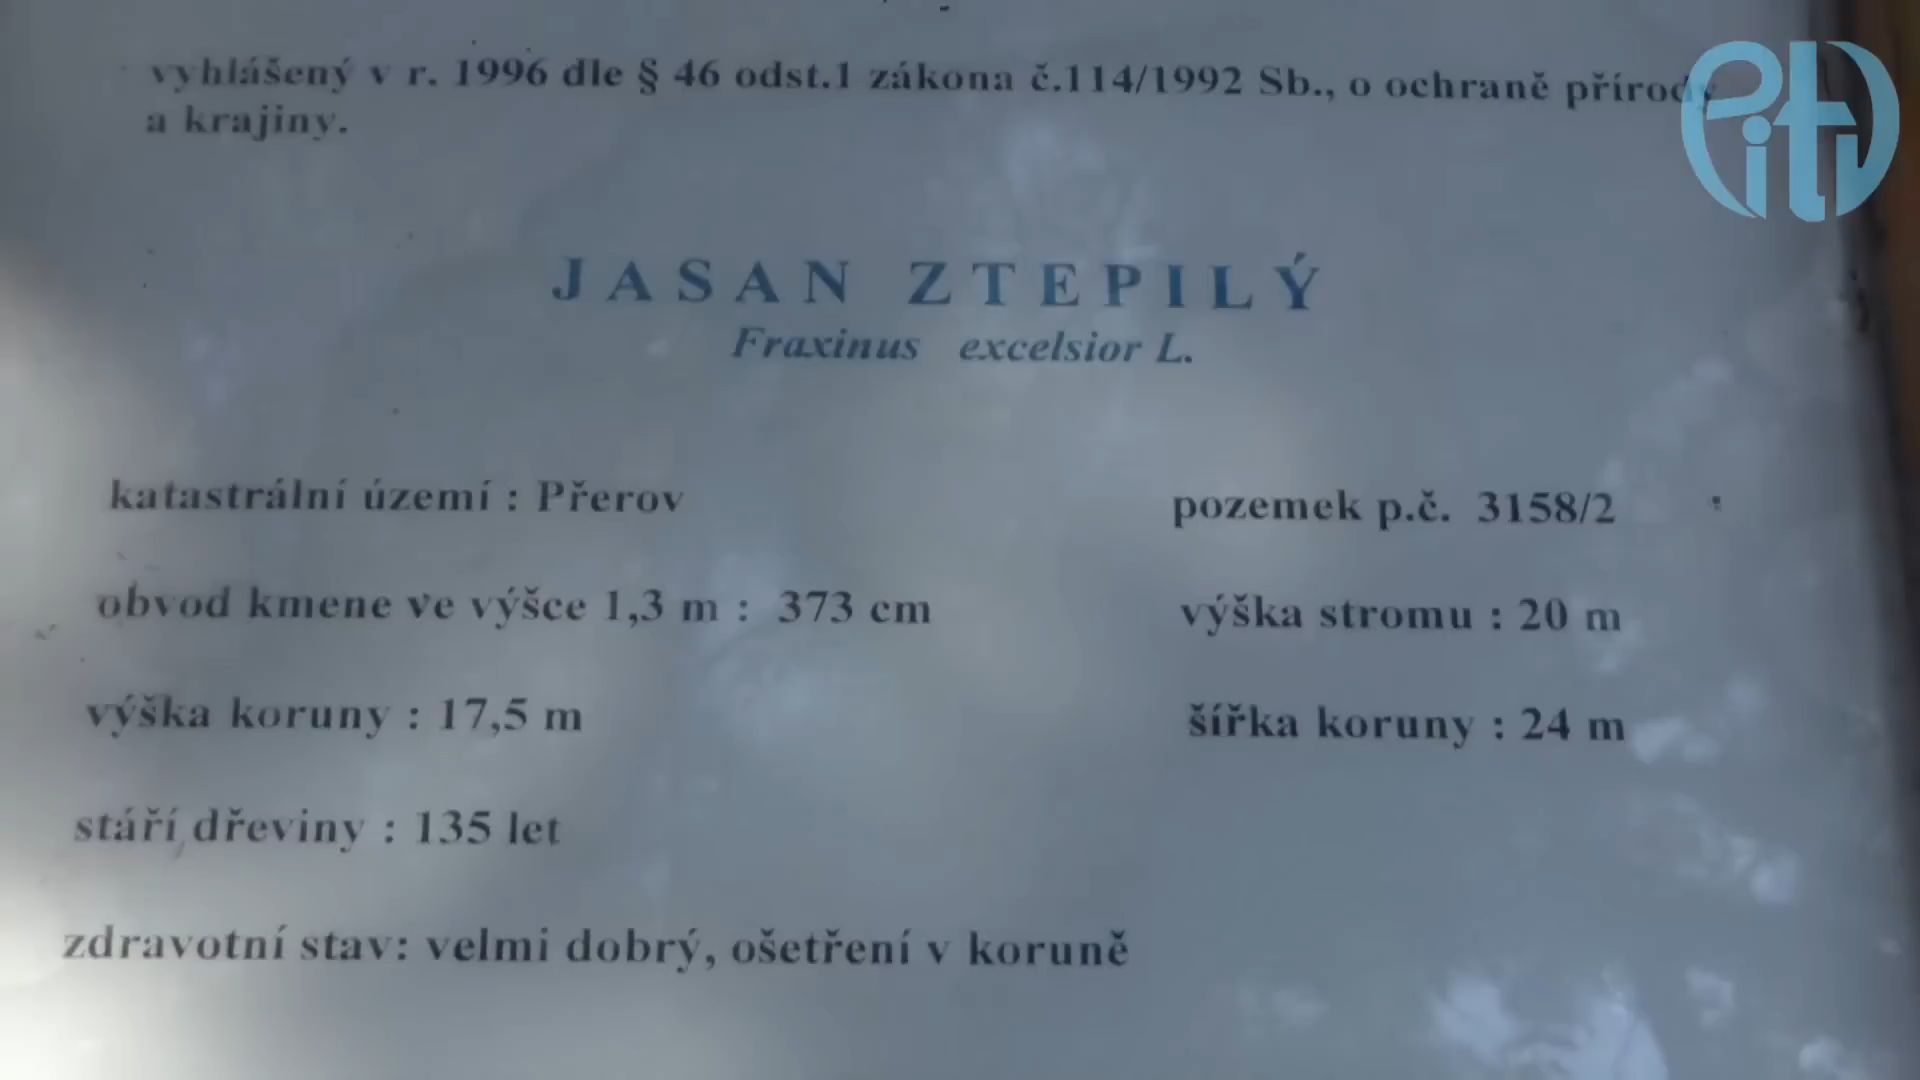 vyhlášený v r. 1996 dle § 46 odst.1 zákona č.114/1992 Sb., o ochraně přírody
a krajiny.
JASAN ZTEPILÝ
Fraxinus excelsior L.
katastrální území : Přerov
pozemek p.č. 3158/2
obvod kmene ve výšce 1,3 m : 373 cm
výška stromu : 20 m
výška koruny : 17,5 m
šířka koruny : 24 m
stáří dřeviny : 135 let
zdravotní stav: velmi dobrý, ošetření v koruně